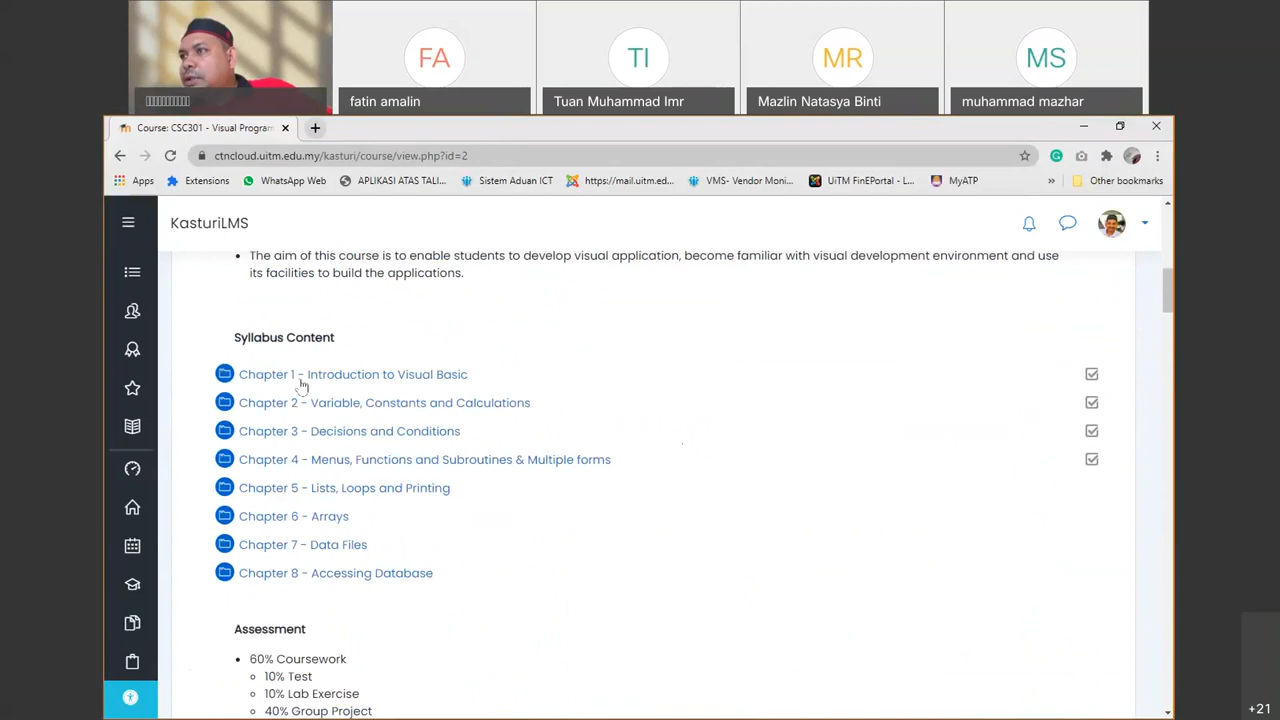 FA
TI
MR
MS
fatin amalin
Tuan Muhammad Imr
Mazlin Natasya Binti
muhammad mazhar
Course: CSC301 - Visual Program
ctncloud.uitm.edu.my/kasturi/course/view.php?id=2
Apps
Extensions
WhatsApp Web
APLIKASI ATAS TALI...
Sistem Aduan ICT
https://mail.uitm.ed...
VMS- Vendor Moni...
UiTM FinEPortal - L...
MyATP
»
Other bookmarks
KasturiLMS
• The aim of this course is to enable students to develop visual application, become familiar with visual development environment and use
its facilities to build the applications.
Syllabus Content
Chapter 1 - Introduction to Visual Basic
Chapter 2 - Variable, Constants and Calculations
Chapter 3 - Decisions and Conditions
Chapter 4 - Menus, Functions and Subroutines & Multiple forms
Chapter 5 - Lists, Loops and Printing
Chapter 6 - Arrays
Chapter 7 - Data Files
Chapter 8 - Accessing Database
Assessment
• 60% Coursework
◦ 10% Test
◦ 10% Lab Exercise
◦ 40% Group Project
+21